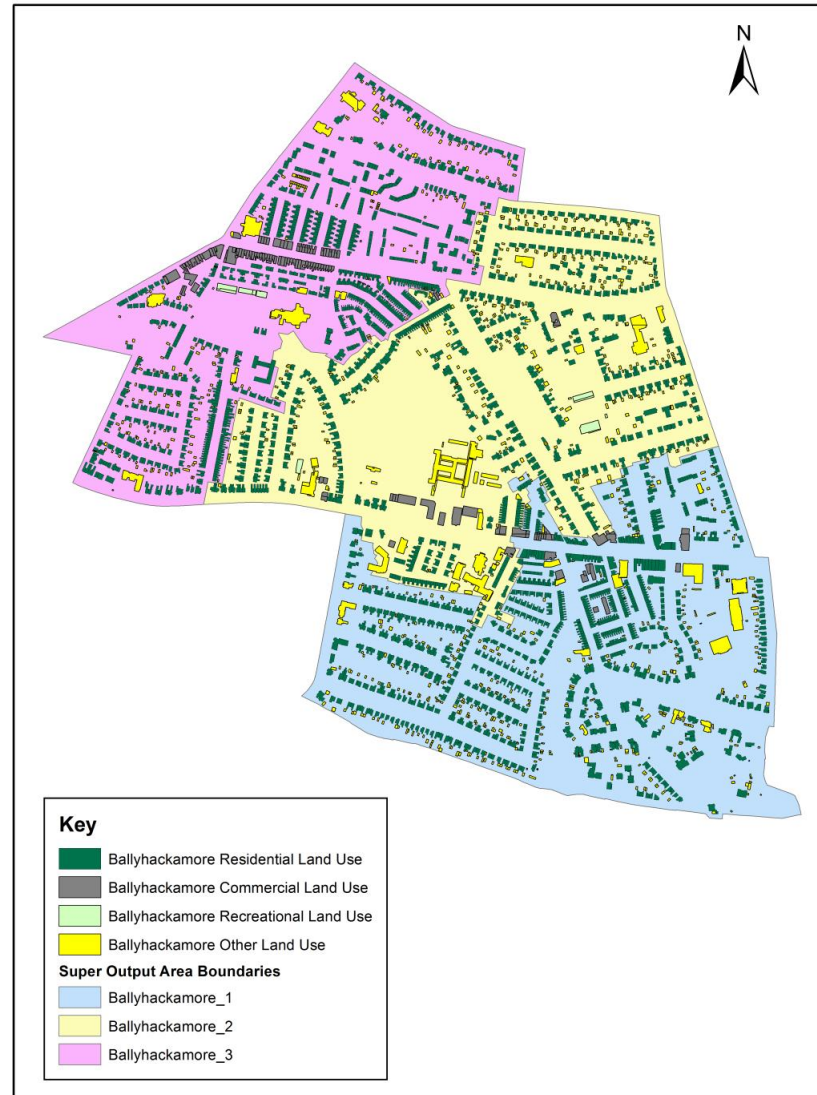 N
Key
Ballyhackamore Residential Land Use
Ballyhackamore Commercial Land Use
Ballyhackamore Recreational Land Use
Ballyhackamore Other Land Use
Super Output Area Boundaries
Ballyhackamore_1
Ballyhackamore_2
Ballyhackamore_3